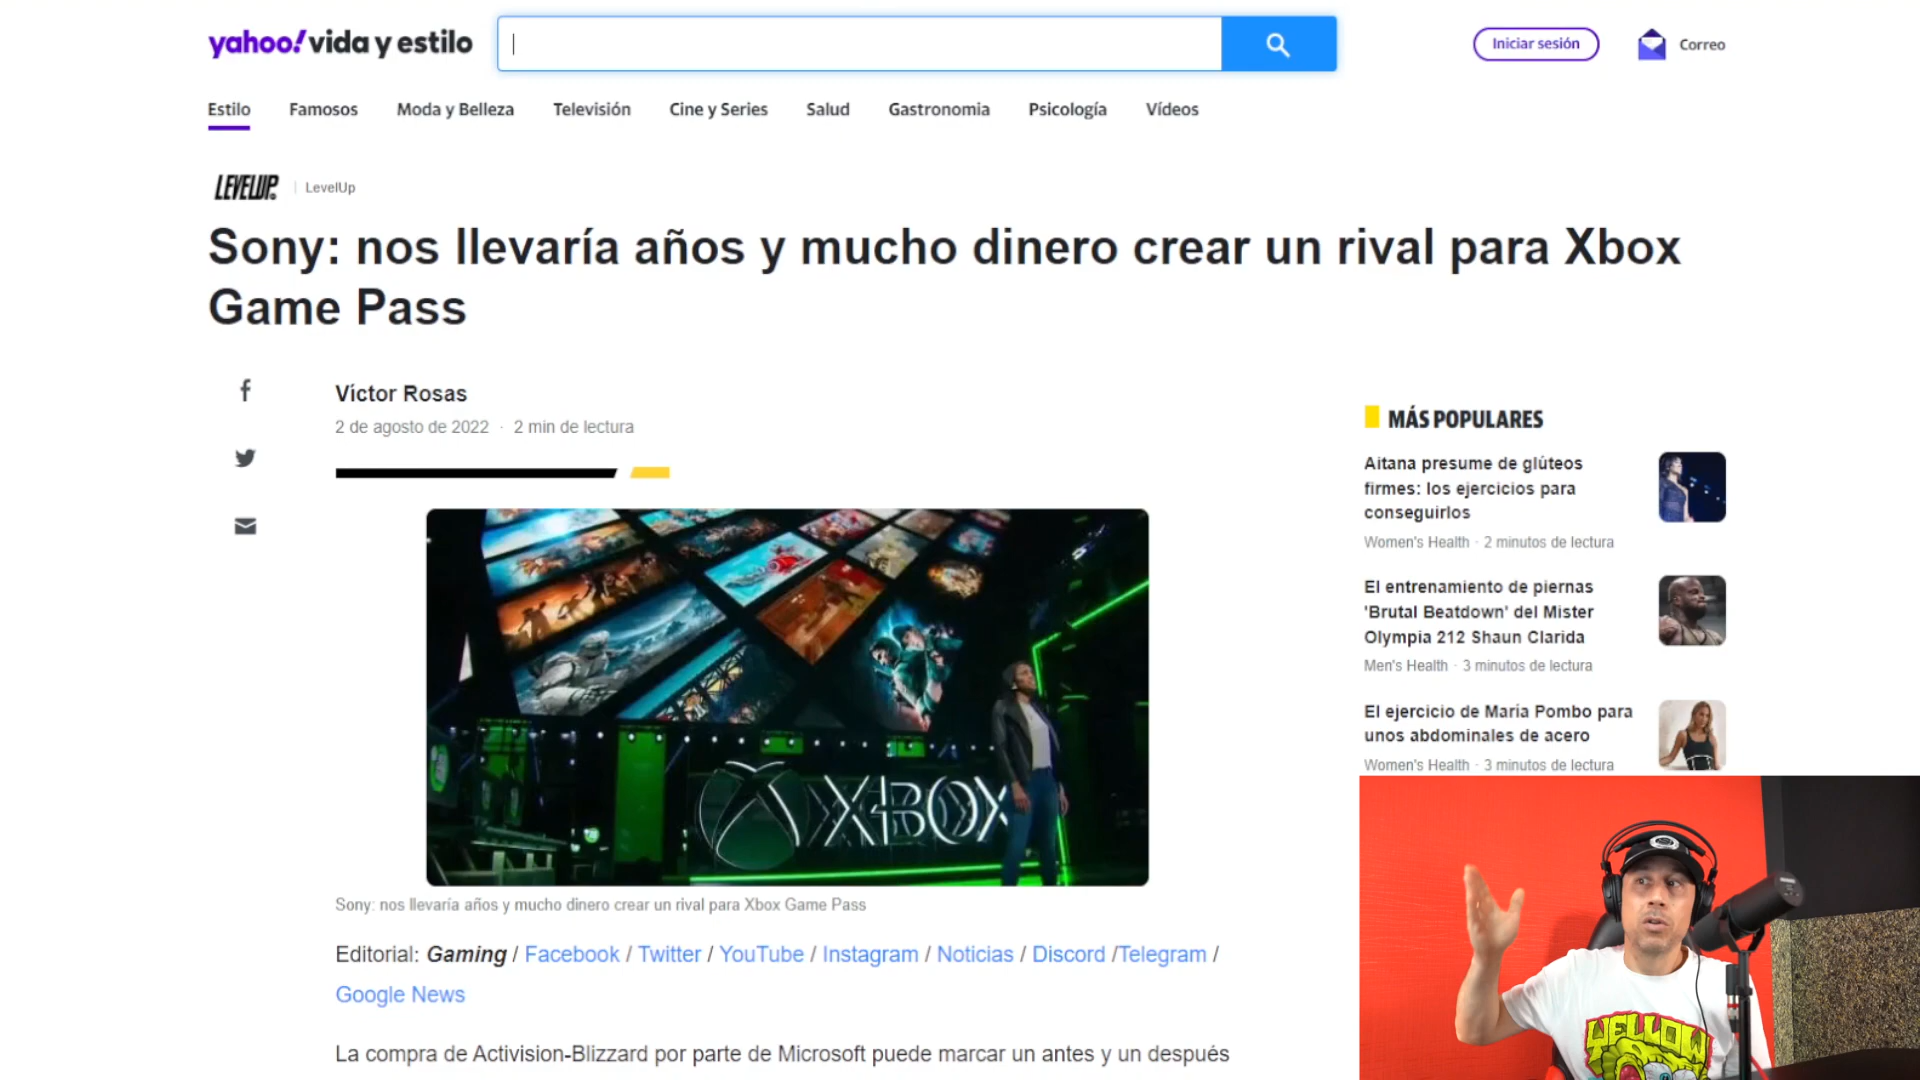 yahoo! vida y estilo
Iniciar sesión
Correo
Estilo
Famosos
Moda y Belleza
Televisión
Cine y Series
Salud
Gastronomia
Psicología
Vídeos
LEVELUP
LevelUp
Sony: nos llevaría años y mucho dinero crear un rival para Xbox
Game Pass
Víctor Rosas
2 de agosto de 2022 · 2 min de lectura
XBOX
Sony: nos llevaría años y mucho dinero crear un rival para Xbox Game Pass
Editorial: Gaming / Facebook / Twitter / YouTube / Instagram / Noticias / Discord /Telegram /
Google News
La compra de Activision-Blizzard por parte de Microsoft puede marcar un antes y un después
MÁS POPULARES
Aitana presume de glúteos
firmes: los ejercicios para
conseguirlos
Women's Health · 2 minutos de lectura
El entrenamiento de piernas
'Brutal Beatdown' del Mister
Olympia 212 Shaun Clarida
Men's Health · 3 minutos de lectura
El ejercicio de María Pombo para
unos abdominales de acero
Women's Health · 3 minutos de lectura
YELLOW